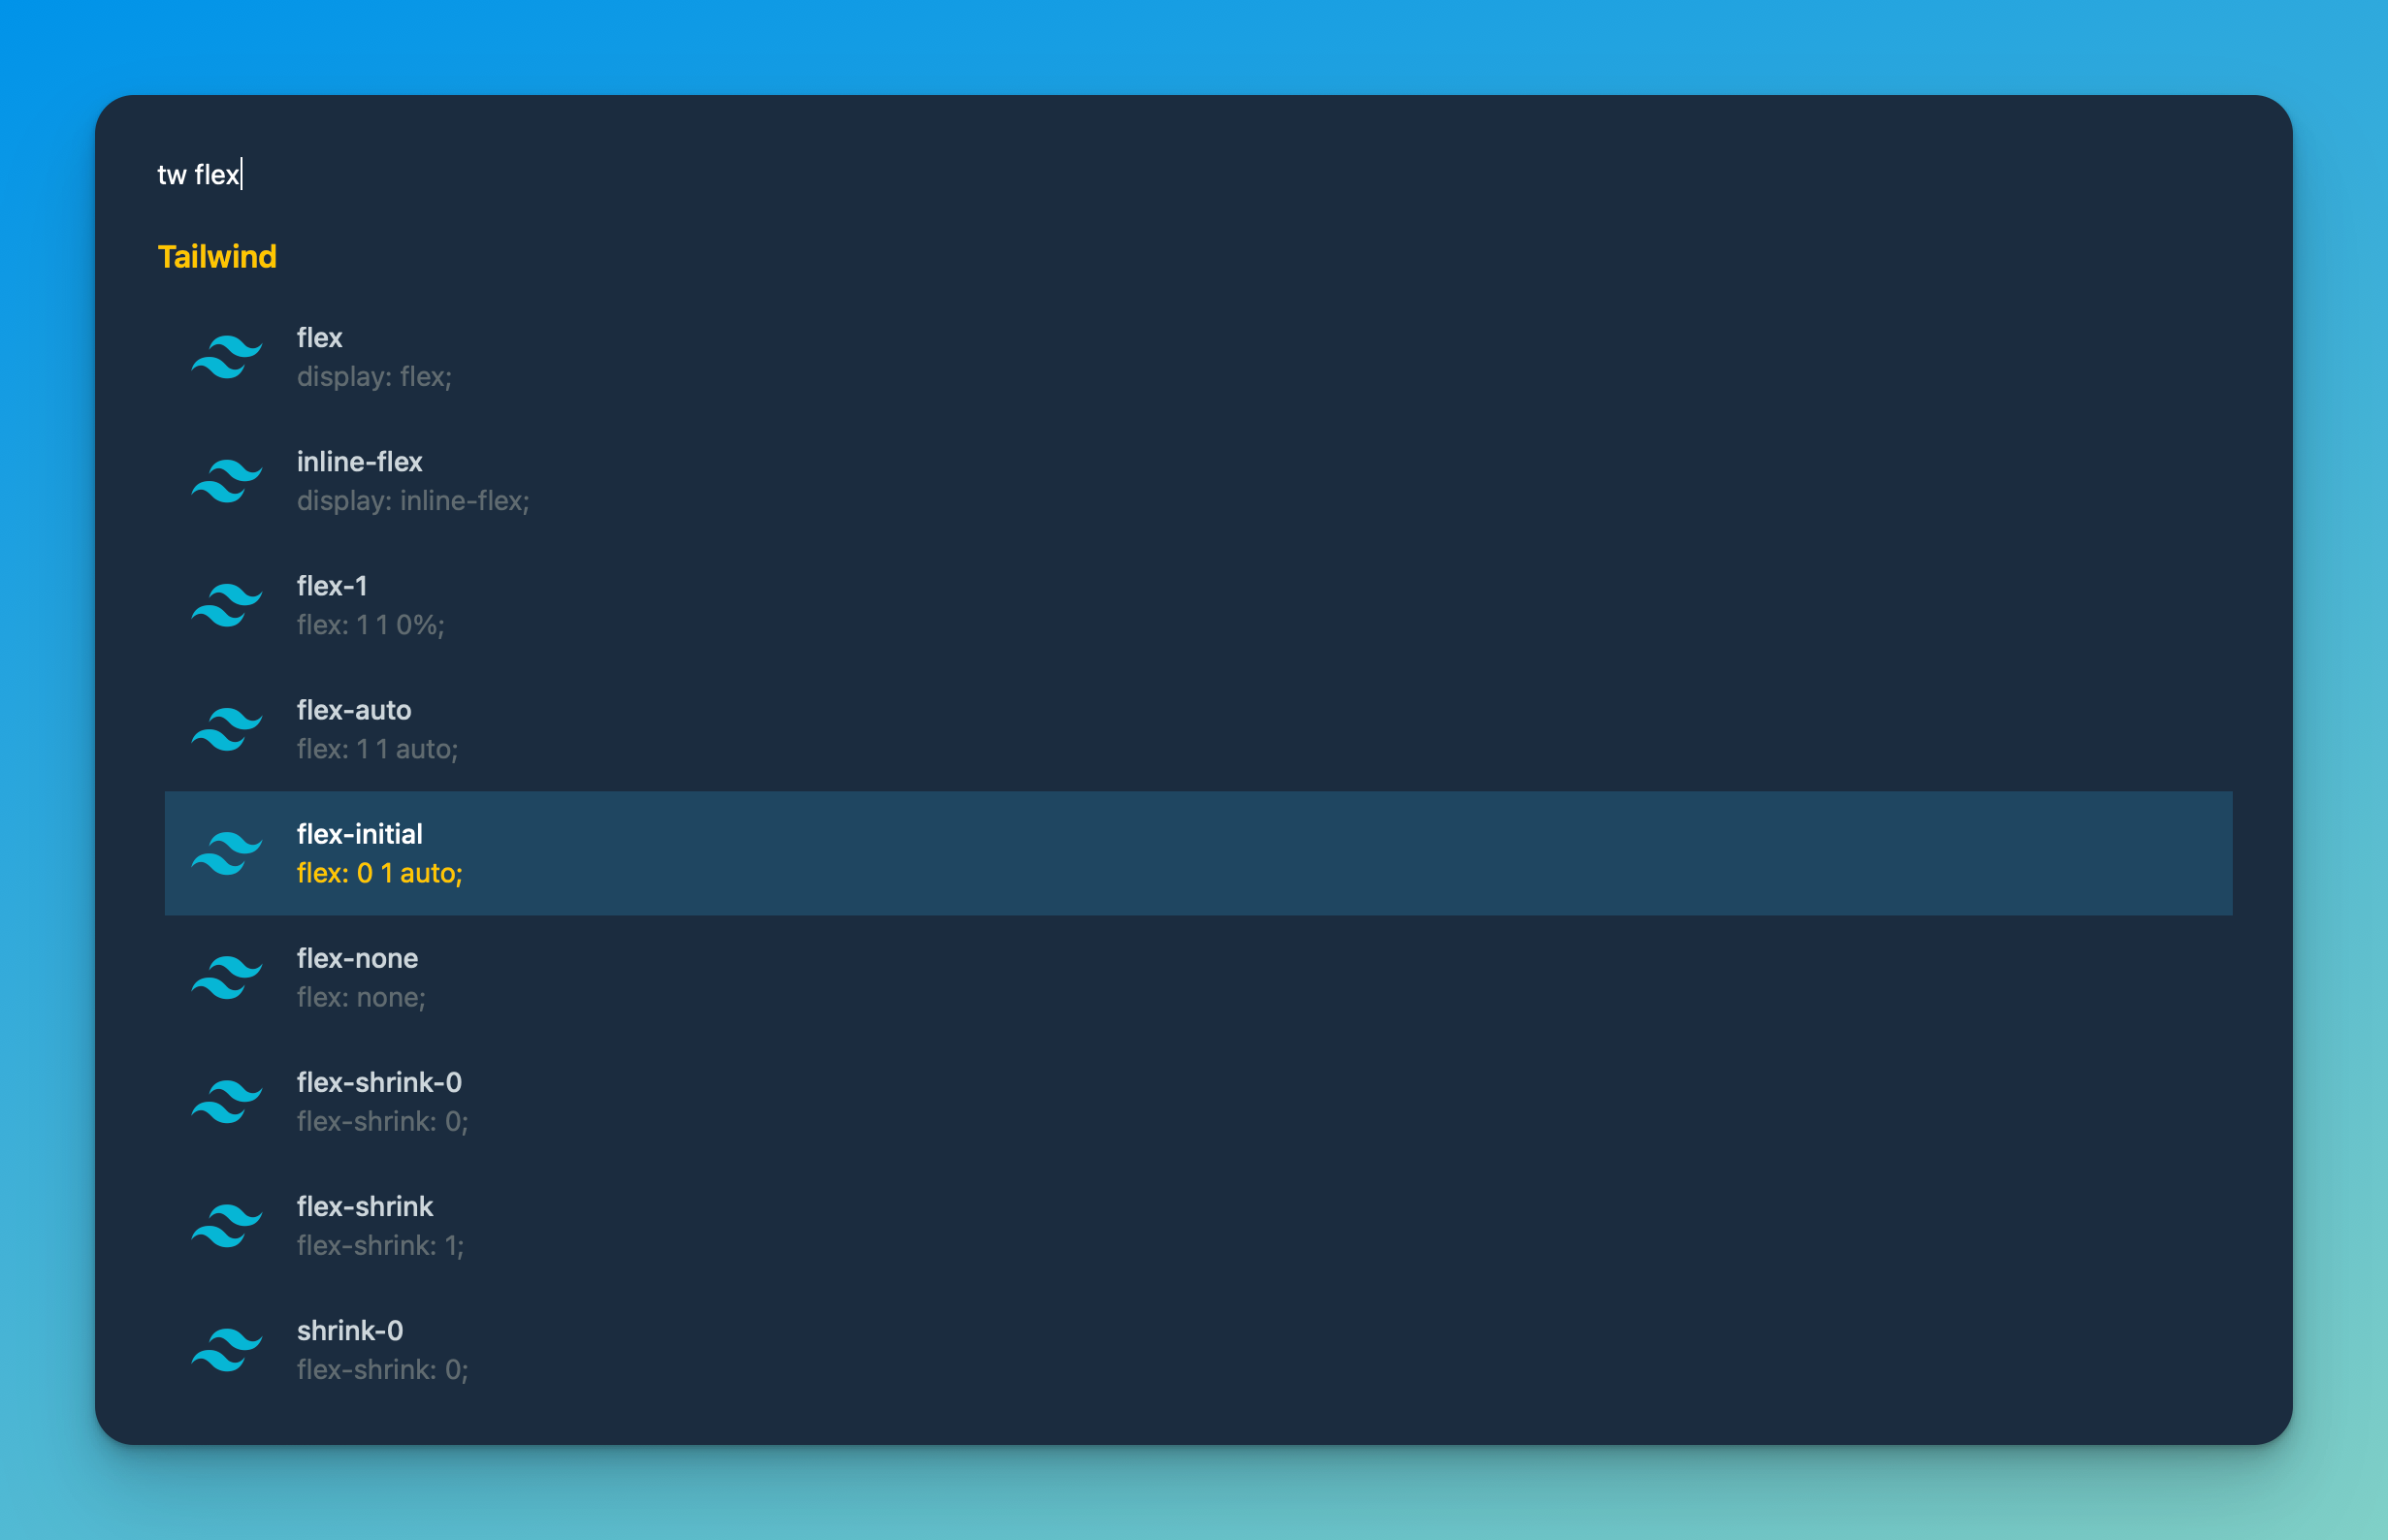 tw flex
Tailwind
flex
display: flex;
inline-flex
display: inline-flex;
flex-1
flex: 1 1 0%;
flex-auto
flex: 1 1 auto;
flex-initial
flex: 0 1 auto;
flex-none
flex: none;
flex-shrink-0
flex-shrink: 0;
flex-shrink
flex-shrink: 1;
shrink-0
flex-shrink: 0;